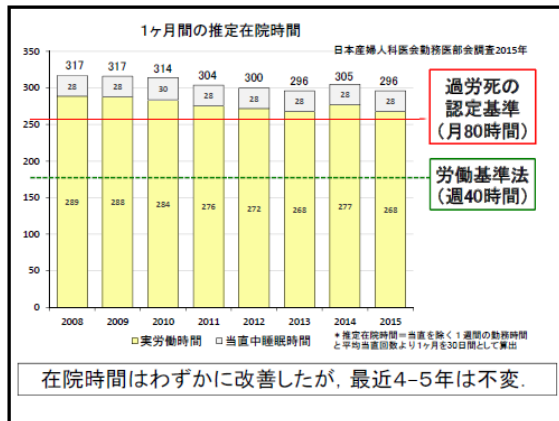 1ヶ月間の推定在院時間
日本産婦人科医会勤務医部会調査2015年
350
300
250
200
150
100
50
0
317 317 314 304 300 296 305 296
28 28 30 28 28 28 28 28
289 288 284 276 272 268 277 268
2008 2009 2010 2011 2012 2013 2014 2015
過労死の
認定基準
(月80時間)
労働基準法
(週40時間)
実労働時間 当直中睡眠時間
*推定在院時間=当直を除く1週間の勤務時間
と平均当直回数より1ヶ月を30日間として算出
在院時間はわずかに改善したが, 最近4-5年は不変.